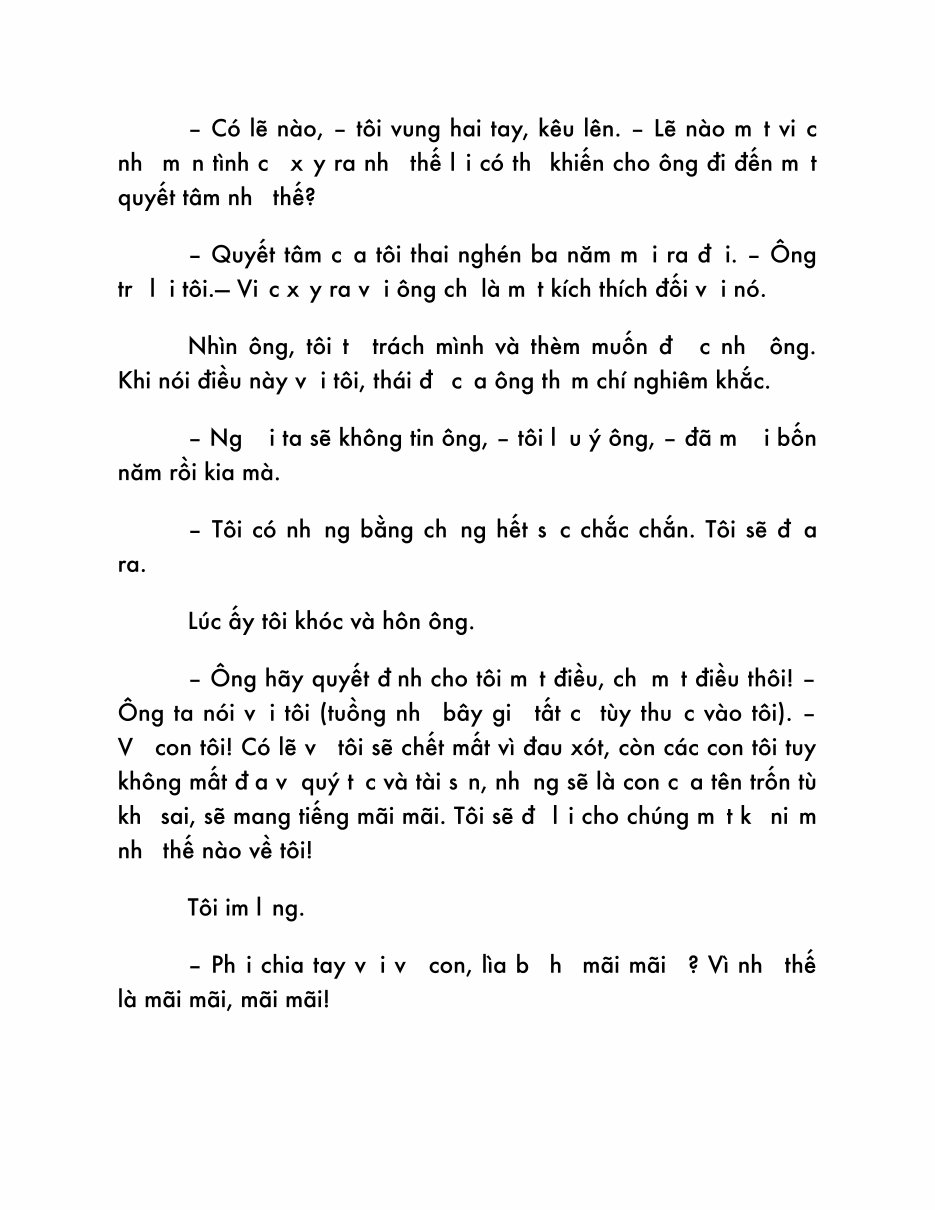 – Có lẽ nào, – tôi vung hai tay, kêu lên. – Lẽ nào m t vi c
nh m n tình c x y ra nh thế l i có th khiến cho ông đi đến m t
quyết tâm nh thế?
– Quyết tâm c a tôi thai nghén ba năm m i ra đ i. – Ông
tr l i tôi.— Vi c x y ra v i ông ch là m t kích thích đối v i nó.
Nhìn ông, tôi t trách mình và thèm muốn đ c nh ông.
Khi nói điều này v i tôi, thái đ c a ông th m chí nghiêm khắc.
– Ng i ta sẽ không tin ông, – tôi l u ý ông, – đã m i bốn
năm rồi kia mà.
– Tôi có nh ng bằng ch ng hết s c chắc chắn. Tôi sẽ đ a
ra.
Lúc ấy tôi khóc và hôn ông.
– Ông hãy quyết đ nh cho tôi m t điều, ch m t điều thôi! –
Ông ta nói v i tôi (tuồng nh bây gi tất c tùy thu c vào tôi). –
V con tôi! Có lẽ v tôi sẽ chết mất vì đau xót, còn các con tôi tuy
không mất đ a v quý t c và tài s n, nh ng sẽ là con c a tên trốn tù
kh sai, sẽ mang tiếng mãi mãi. Tôi sẽ đ l i cho chúng m t k ni m
nh thế nào về tôi!
Tôi im l ng.
– Ph i chia tay v i v con, lìa b h mãi mãi ? Vì nh thế
là mãi mãi, mãi mãi!